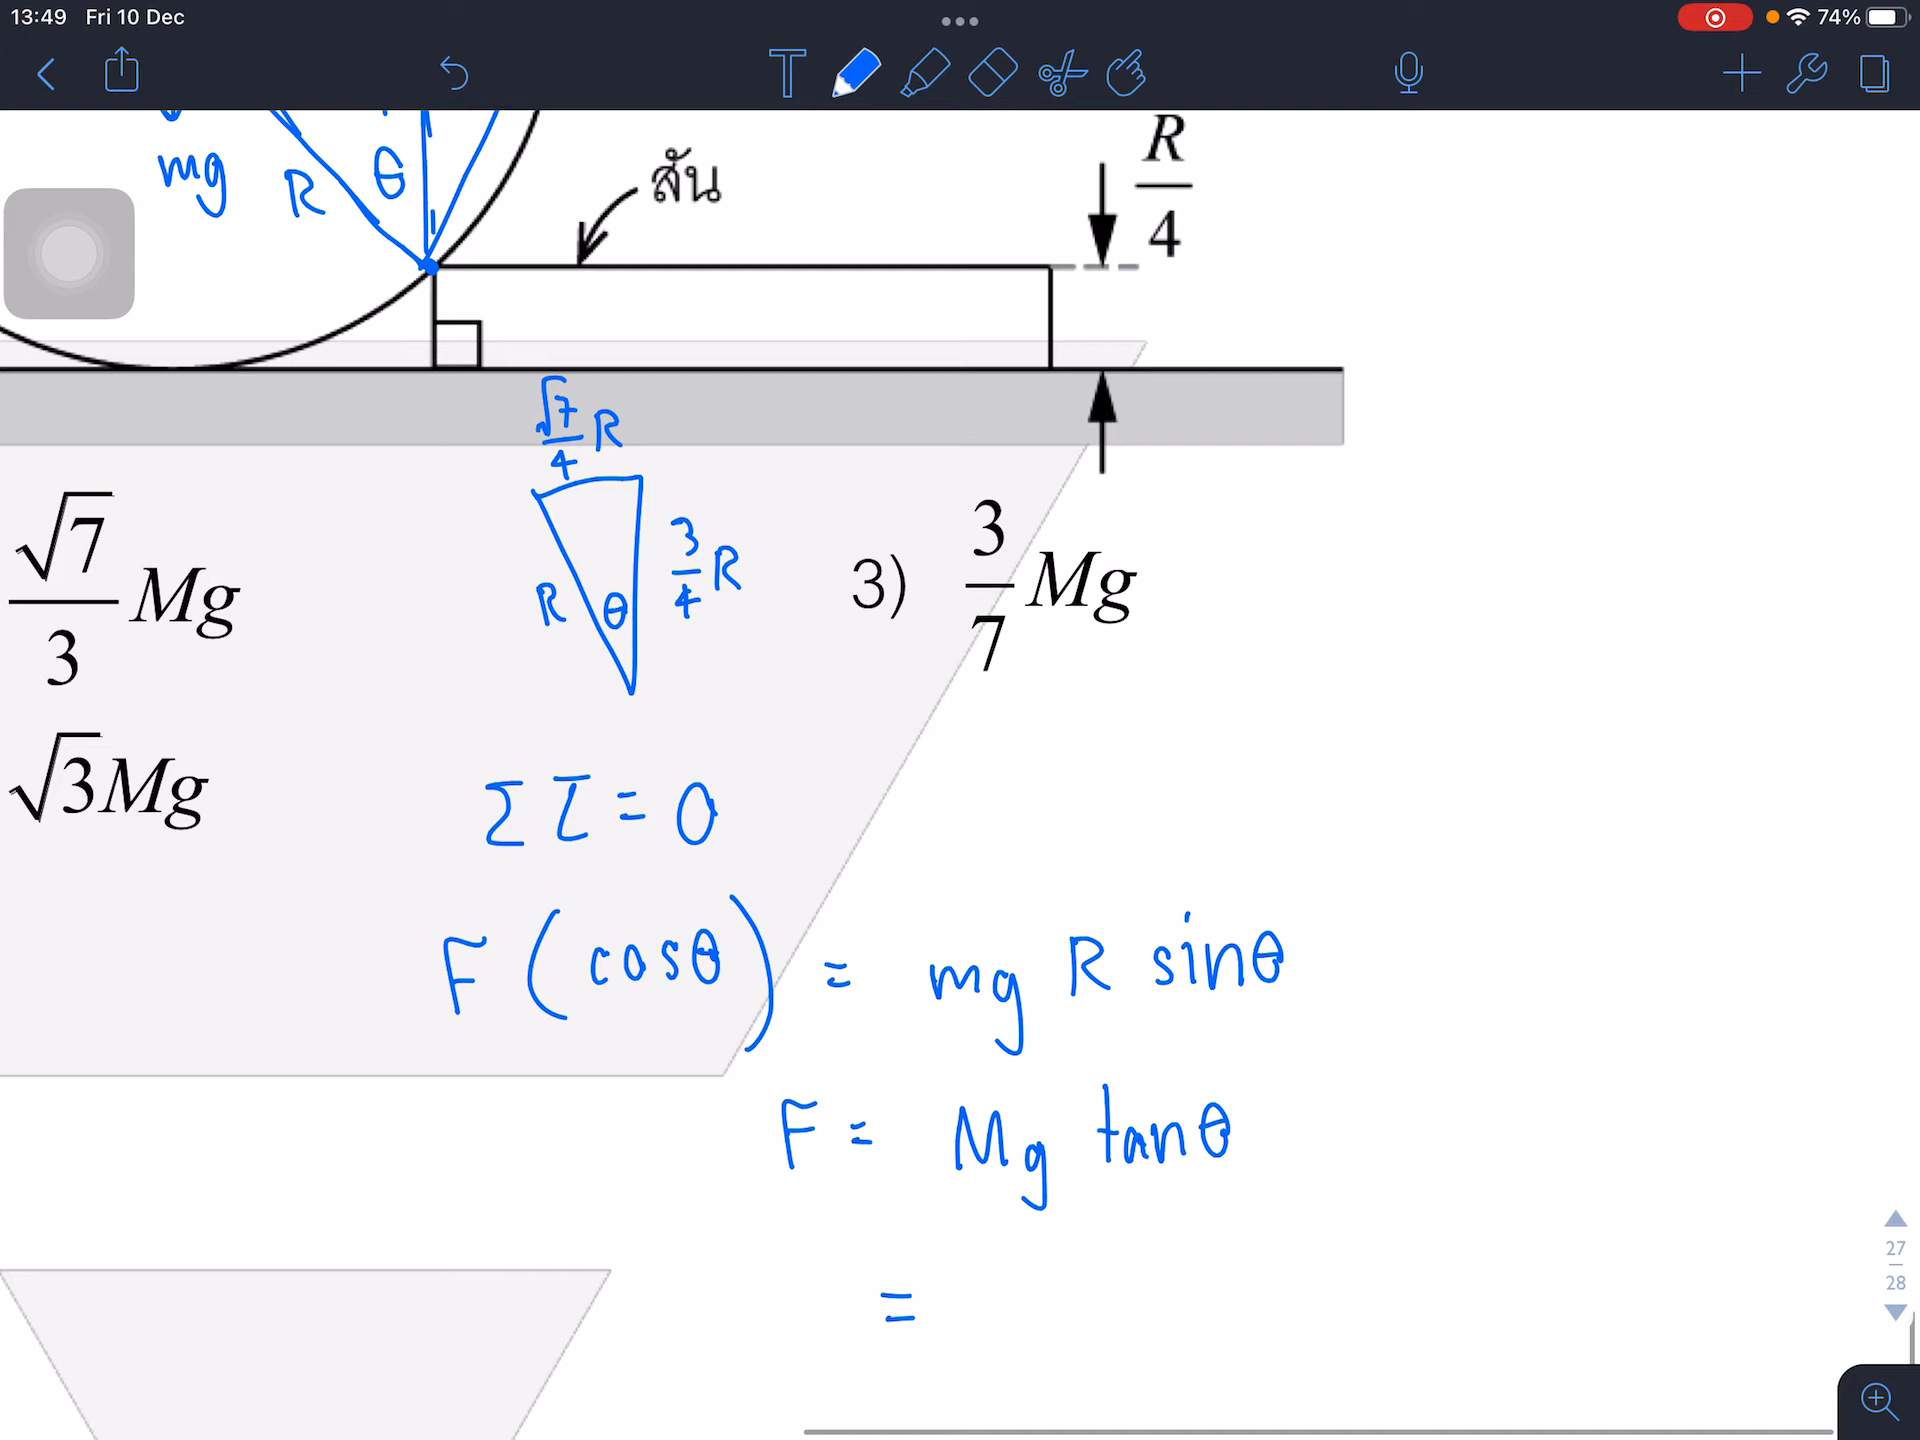 13:49 Fri 10 Dec
74%
T
mg
R
θ
สัน
R/4
√7/4 R
R
θ
3/4 R
√7/3 Mg
3) 3/7 Mg
√3Mg
Σ τ = 0
F (cosθ) = mg R sinθ
F = Mg tanθ
=
27
28